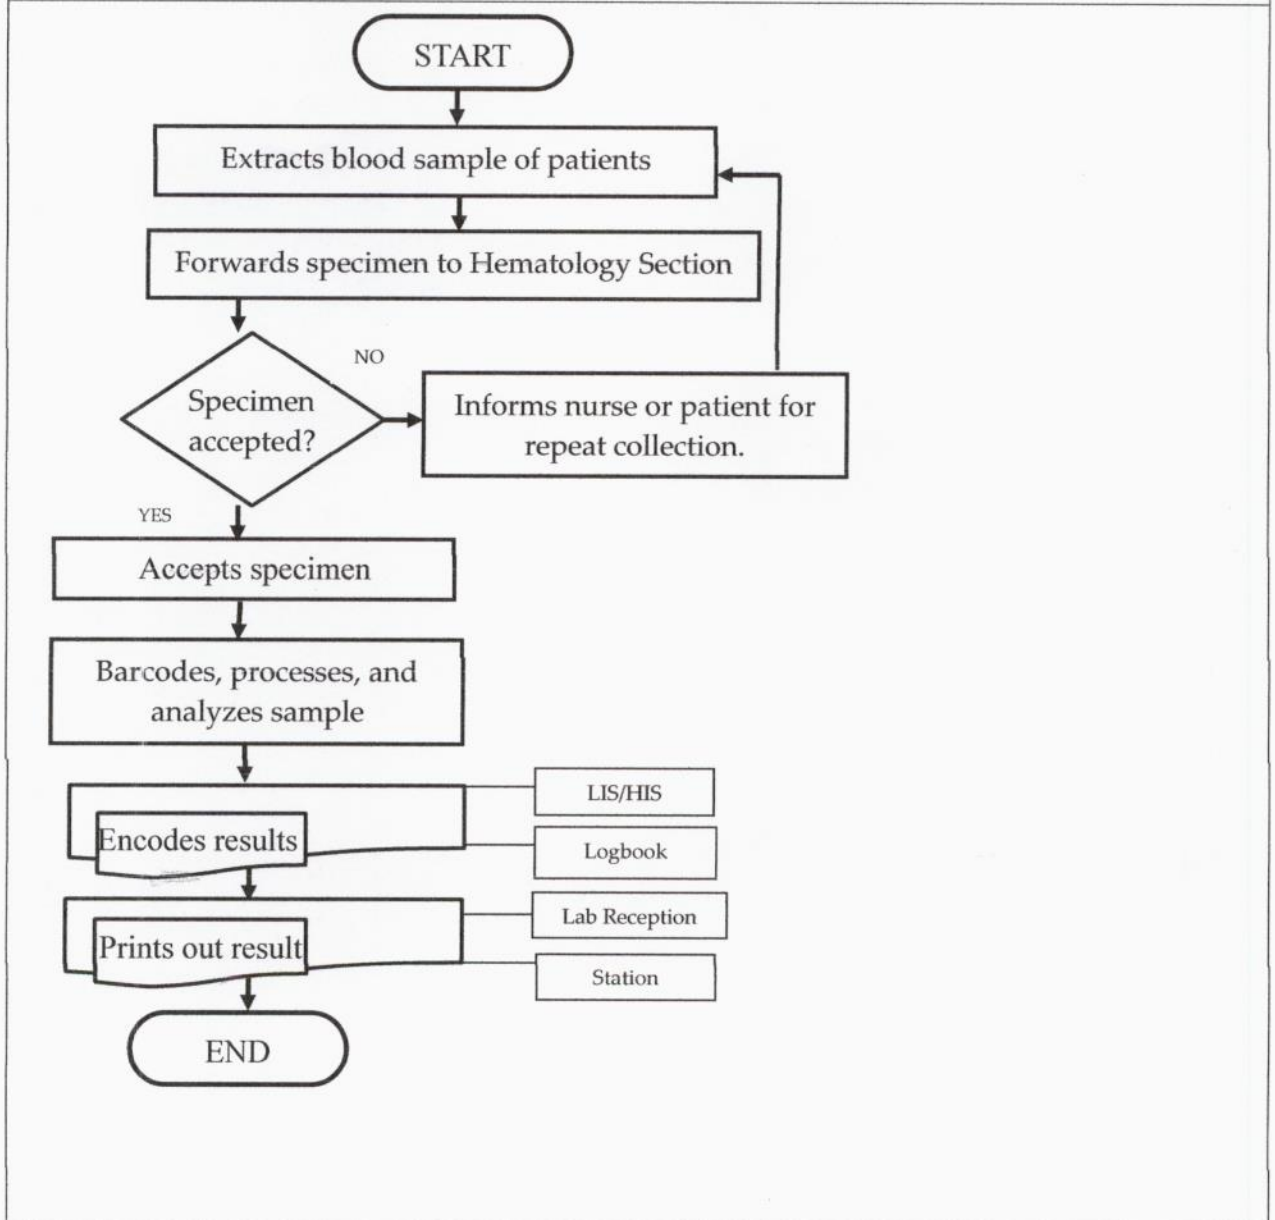 START
Extracts blood sample of patients
Forwards specimen to Hematology Section
NO
Specimen
accepted?
Informs nurse or patient for
repeat collection.
YES
Accepts specimen
Barcodes, processes, and
analyzes sample
LIS/HIS
Encodes results
Logbook
Lab Reception
Prints out result
Station
END